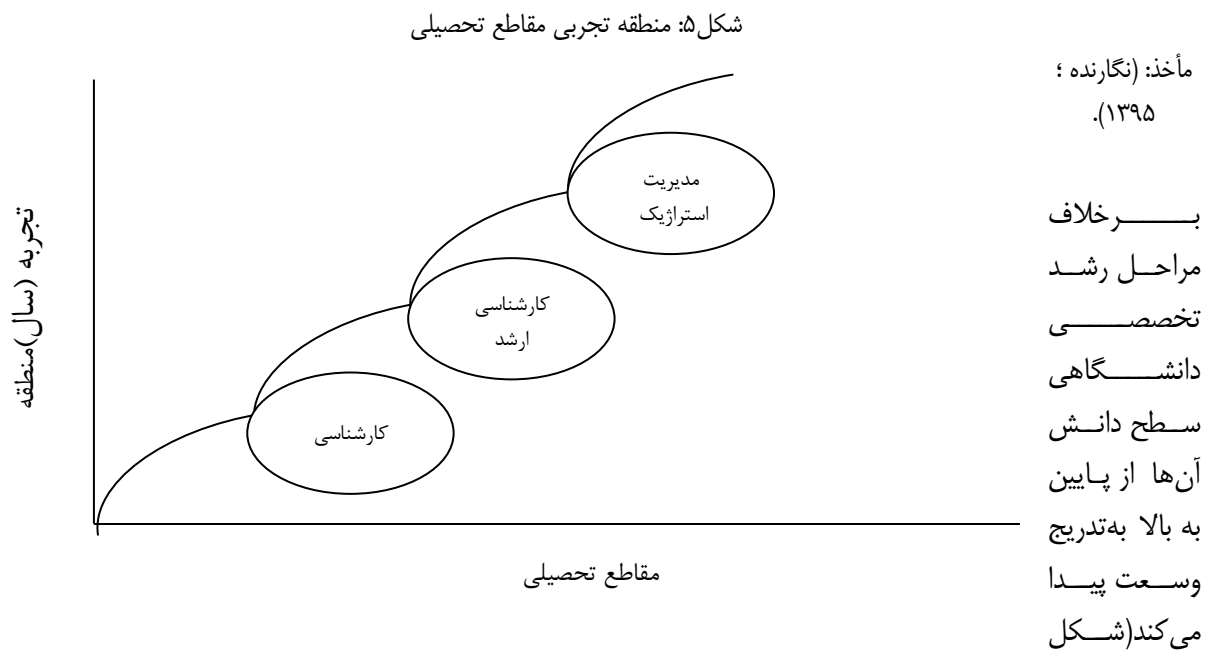 شکل۵: منطقه تجربی مقاطع تحصیلی
مأخذ: (نگارنده ؛
۱۳۹۵).
مدیریت
استراژیک
کارشناسی
ارشد
کارشناسی
تجربه (سال)منطقه
مقاطع تحصیلی
برخلاف
مراحل رشد
تخصصی
دانشگاهی
سطح دانش
آن‌ها از پایین
به بالا به‌تدریج
وسعت پیدا
می‌کند(شکل